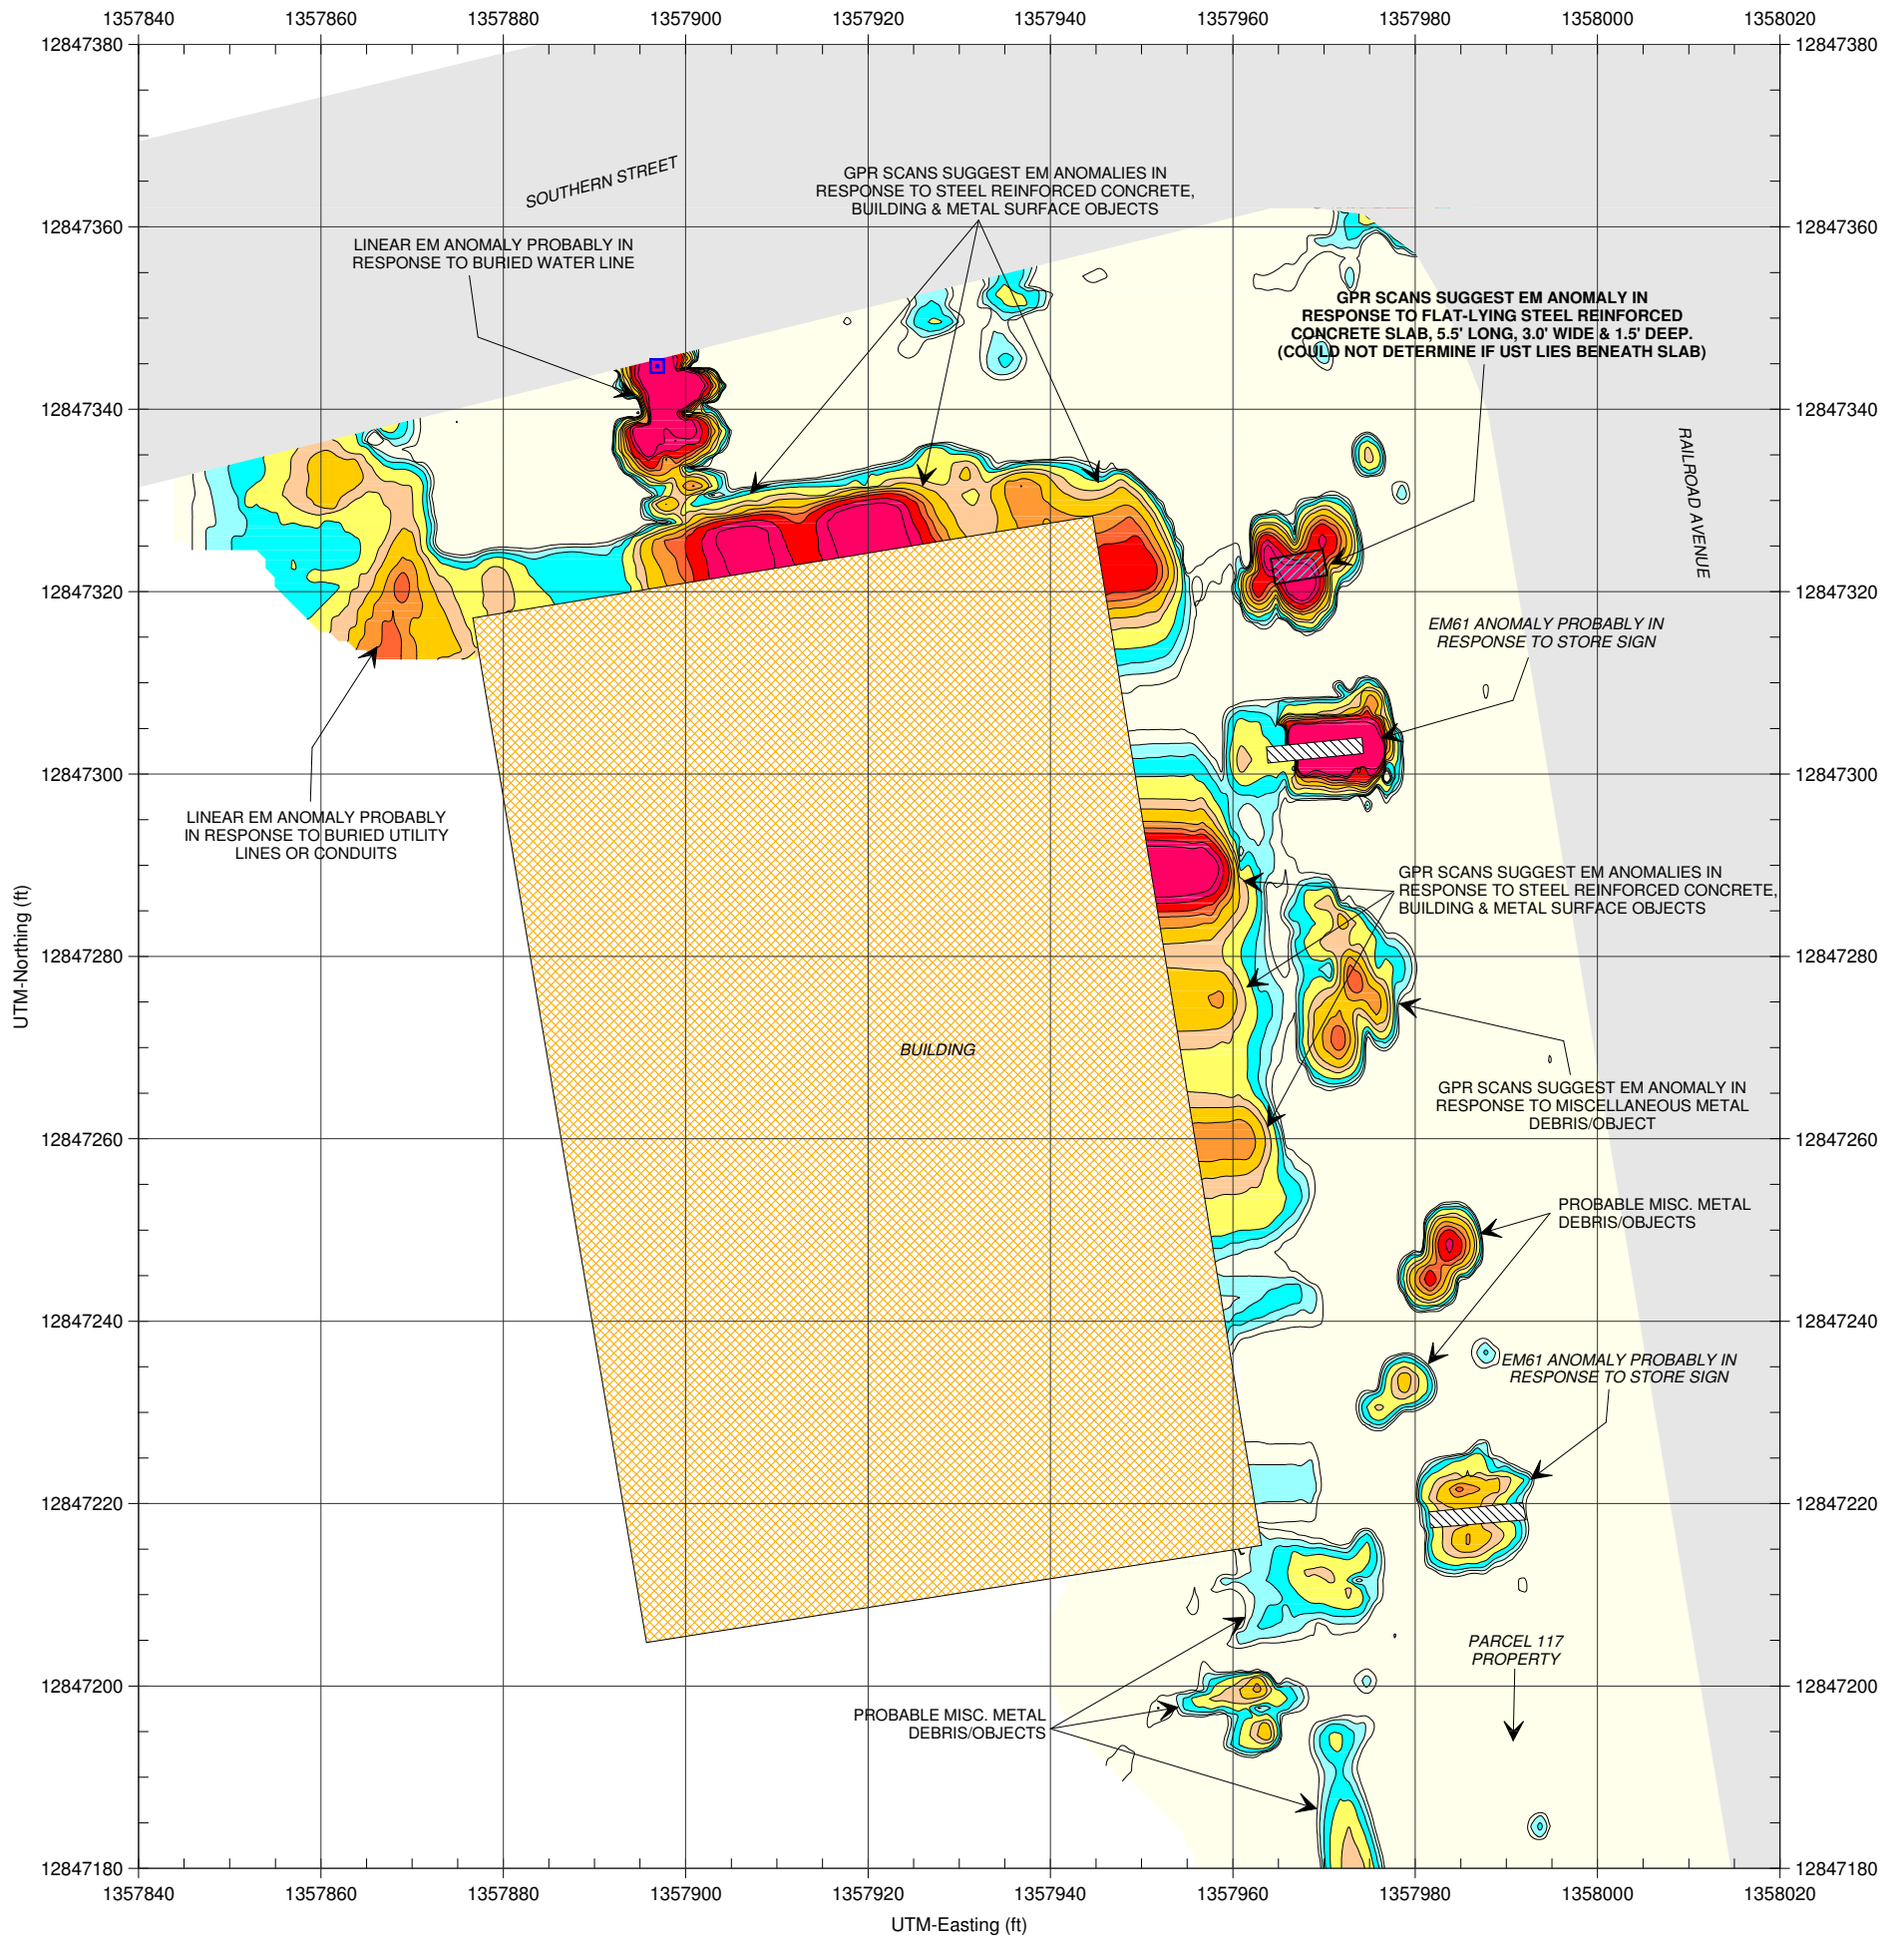 1357840 1357860 1357880 1357900 1357920 1357940 1357960 1357980 1358000 1358020
12847380 12847380
SOUTHERN STREET
GPR SCANS SUGGEST EM ANOMALIES IN
RESPONSE TO STEEL REINFORCED CONCRETE,
BUILDING & METAL SURFACE OBJECTS
12847360 12847360
LINEAR EM ANOMALY PROBABLY IN
RESPONSE TO BURIED WATER LINE
GPR SCANS SUGGEST EM ANOMALY IN
RESPONSE TO FLAT-LYING STEEL REINFORCED
CONCRETE SLAB, 5.5' LONG, 3.0' WIDE & 1.5' DEEP.
(COULD NOT DETERMINE IF UST LIES BENEATH SLAB)
12847340 12847340
RAILROAD AVENUE
12847320 12847320
EM61 ANOMALY PROBABLY IN
RESPONSE TO STORE SIGN
12847300 12847300
LINEAR EM ANOMALY PROBABLY
IN RESPONSE TO BURIED UTILITY
LINES OR CONDUITS
GPR SCANS SUGGEST EM ANOMALIES IN
RESPONSE TO STEEL REINFORCED CONCRETE,
BUILDING & METAL SURFACE OBJECTS
UTM-Northing (ft)
12847280 12847280
BUILDING
GPR SCANS SUGGEST EM ANOMALY IN
RESPONSE TO MISCELLANEOUS METAL
DEBRIS/OBJECT
12847260 12847260
PROBABLE MISC. METAL
DEBRIS/OBJECTS
12847240 12847240
EM61 ANOMALY PROBABLY IN
RESPONSE TO STORE SIGN
12847220 12847220
PARCEL 117
PROPERTY
12847200 12847200
PROBABLE MISC. METAL
DEBRIS/OBJECTS
12847180 12847180
1357840 1357860 1357880 1357900 1357920 1357940 1357960 1357980 1358000 1358020
UTM-Easting (ft)